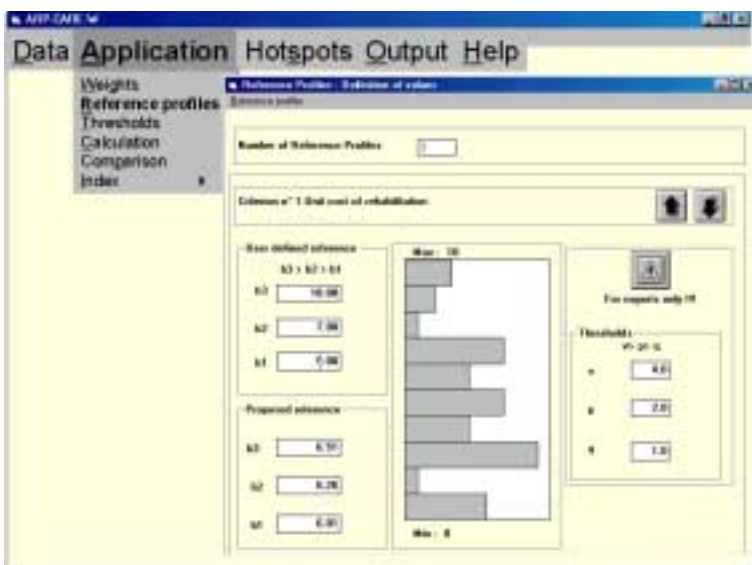 Data Application Hotspots Output Help
Weights
Reference profiles
Thresholds
Calculation
Comparison
Index
Reference Profiles : Definition of values
Reference profiles
Number of Reference Profiles
Criterion n° 1 Unit cost of rehabilitation
User defined reference
b3 > b2 > b1
b3 10.00
b2 7.00
b1 5.00
Proposed reference
b3
b2
b1
Max : 10
Min : 0
For experts only !!!
Thresholds
v> p> q
v 4.0
p 2.0
q 1.0